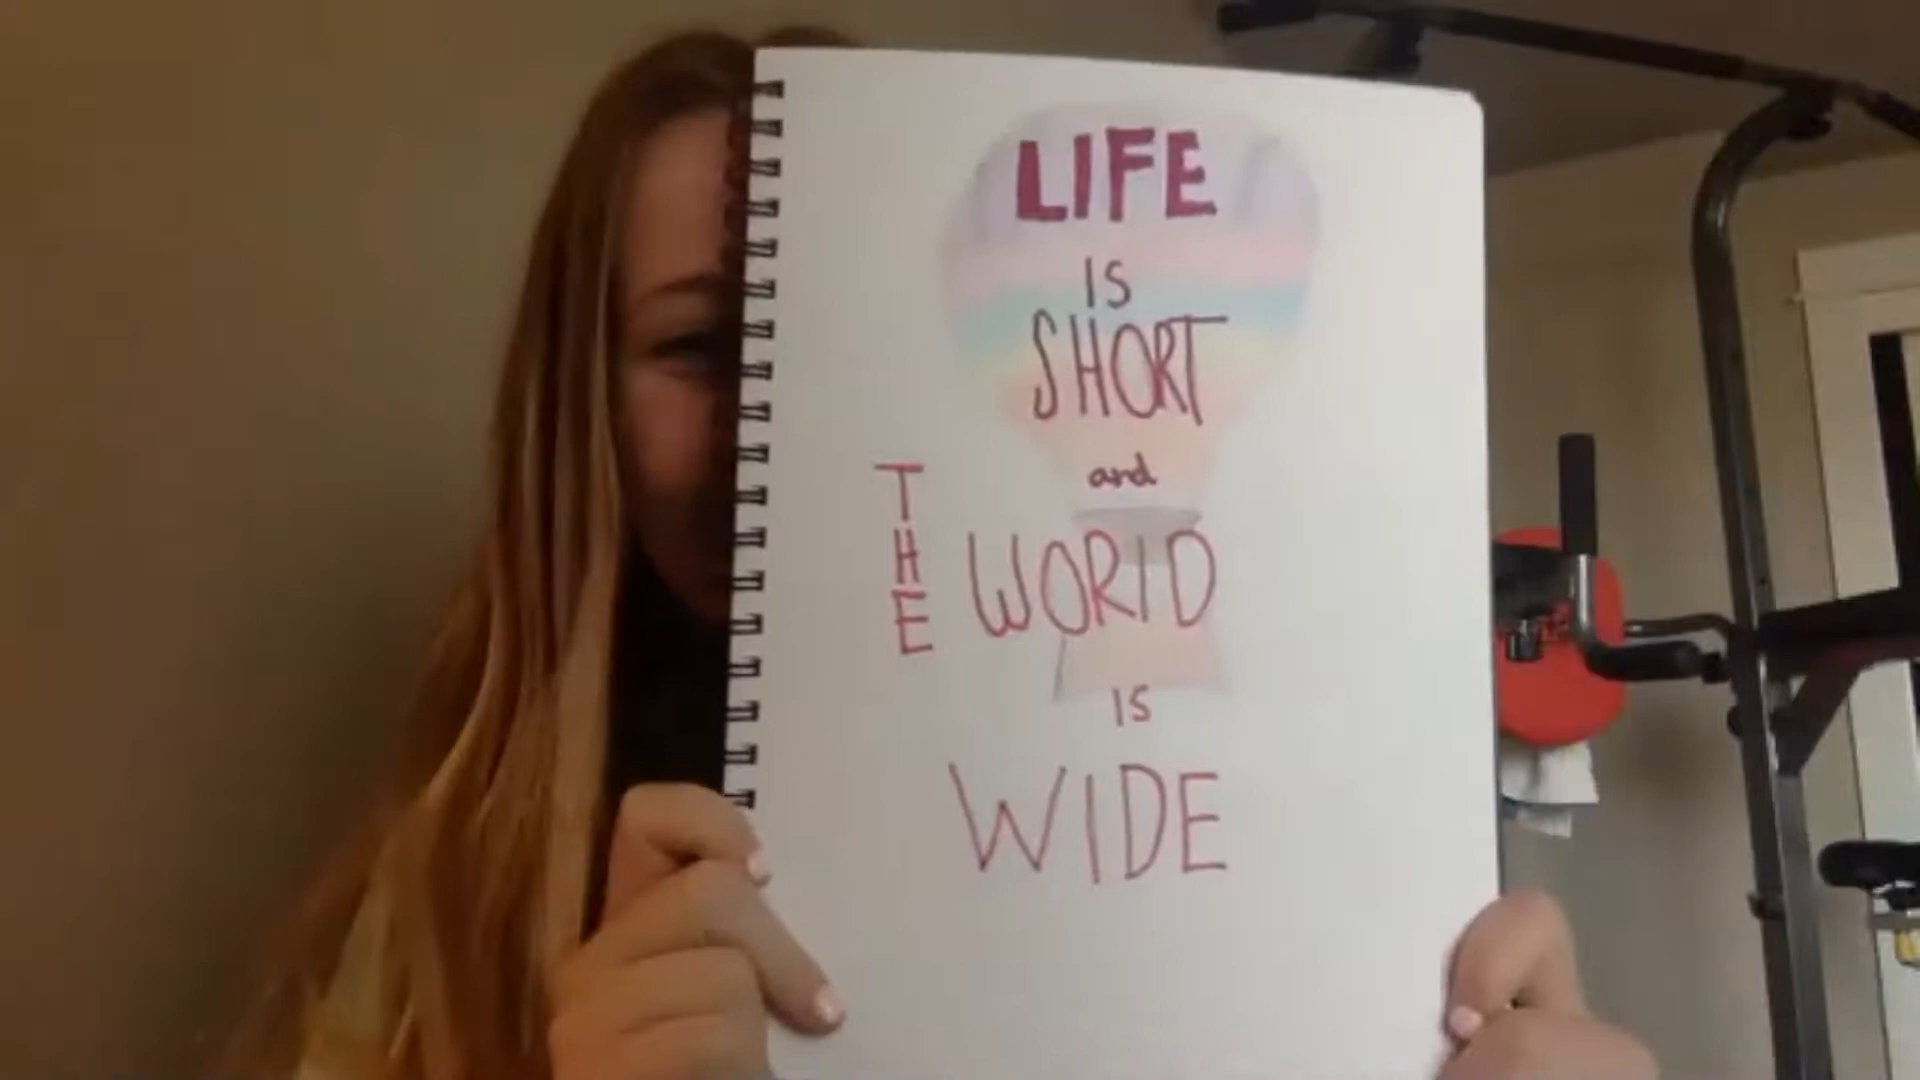 LIFE
IS
SHORT
and
THE WORLD
IS
WIDE